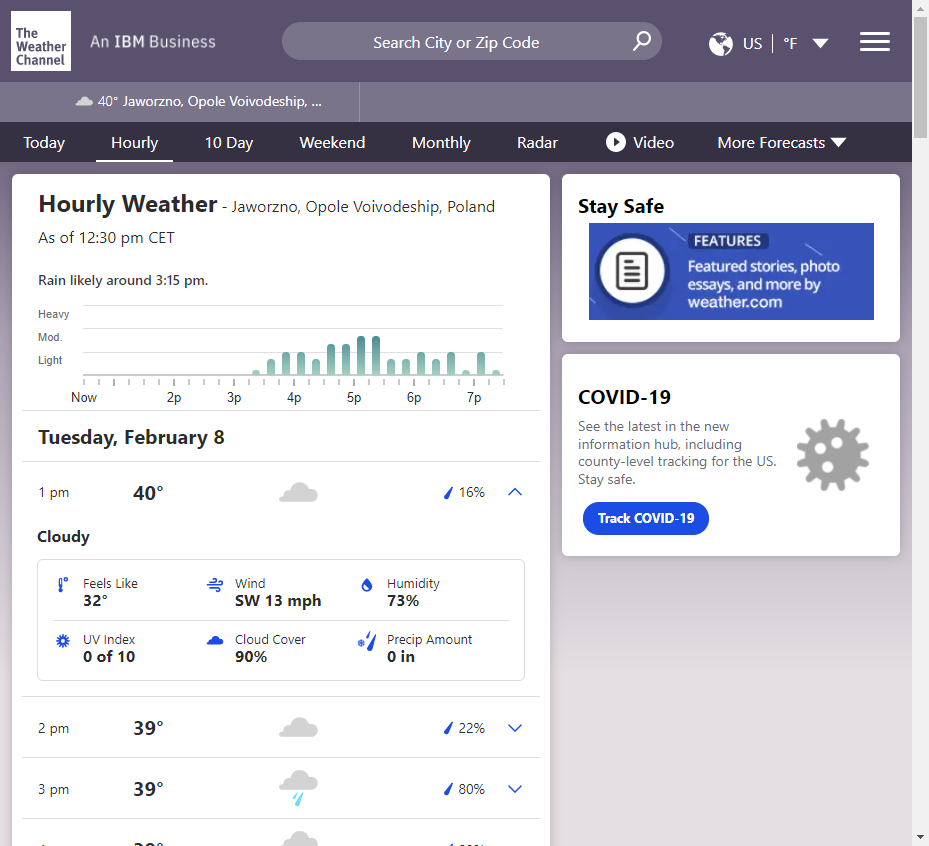 The
Weather
Channel
An IBM Business
Search City or Zip Code
US
°F
40° Jaworzno, Opole Voivodeship, ...
Today
Hourly
10 Day
Weekend
Monthly
Radar
Video
More Forecasts
Hourly Weather - Jaworzno, Opole Voivodeship, Poland
As of 12:30 pm CET
Rain likely around 3:15 pm.
Heavy
Mod.
Light
Now
2p
3p
4p
5p
6p
7p
Tuesday, February 8
1 pm
40°
16%
Cloudy
Feels Like
32°
Wind
SW 13 mph
Humidity
73%
UV Index
0 of 10
Cloud Cover
90%
Precip Amount
0 in
2 pm
39°
22%
3 pm
39°
80%
Stay Safe
FEATURES
Featured stories, photo
essays, and more by
weather.com
COVID-19
See the latest in the new
information hub, including
county-level tracking for the US.
Stay safe.
Track COVID-19